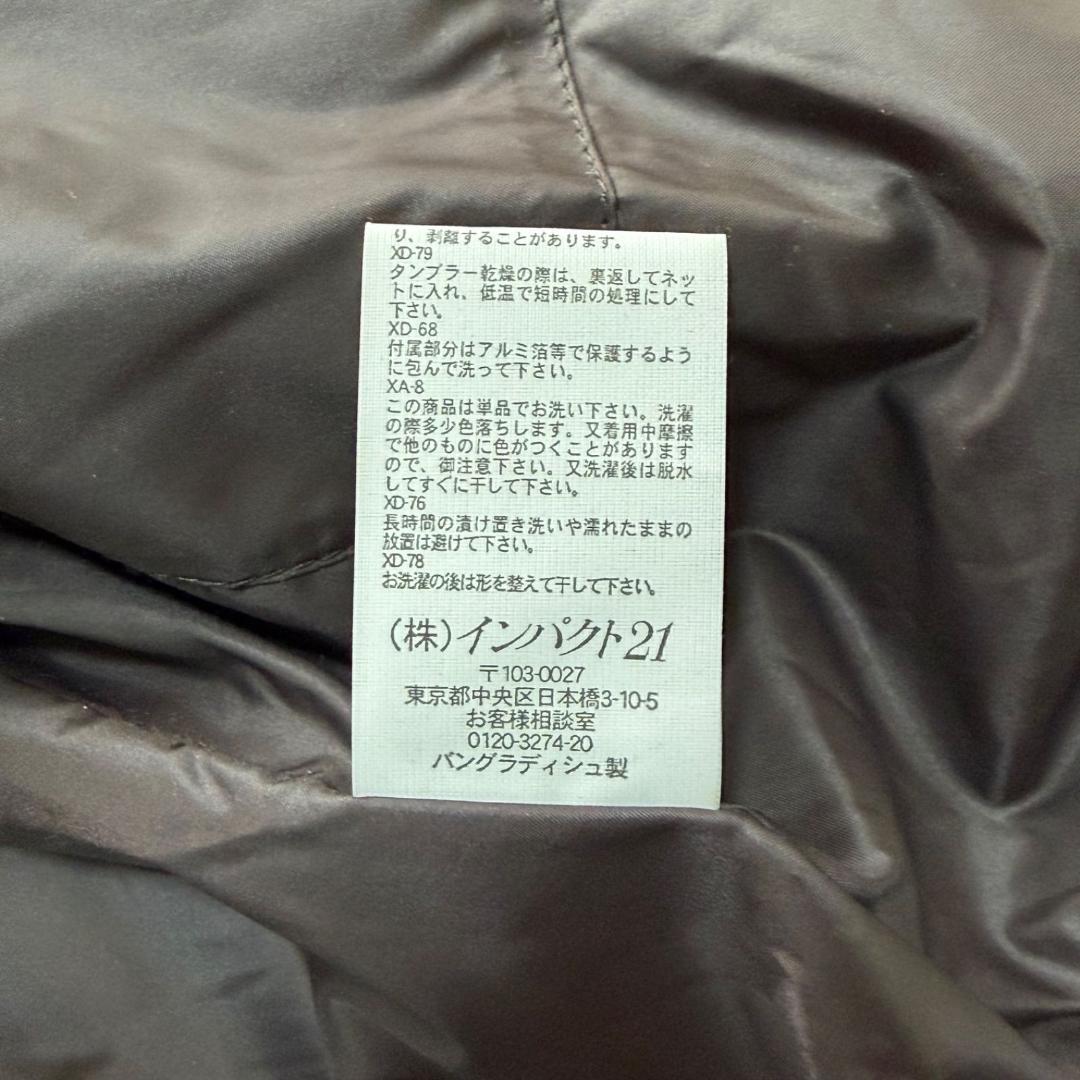 り、剥離することがあります。
XD-79
タンブラー乾燥の際は、裏返してネッ
トに入れ、低温で短時間の処理にして
下さい。
XD-68
付属部分はアルミ箔等で保護するよう
に包んで洗って下さい。
XA-8
この商品は単品でお洗い下さい。洗濯
の際多少色落ちします。又着用中摩擦
で他のものに色がつくことがあります
ので、御注意下さい。又洗濯後は脱水
してすぐに干して下さい。
XD-76
長時間の漬け置き洗いや濡れたままの
放置は避けて下さい。
XD-78
お洗濯の後は形を整えて干して下さい。
(株)インパクト21
〒103-0027
東京都中央区日本橋3-10-5
お客様相談室
0120-3274-20
バングラディシュ製